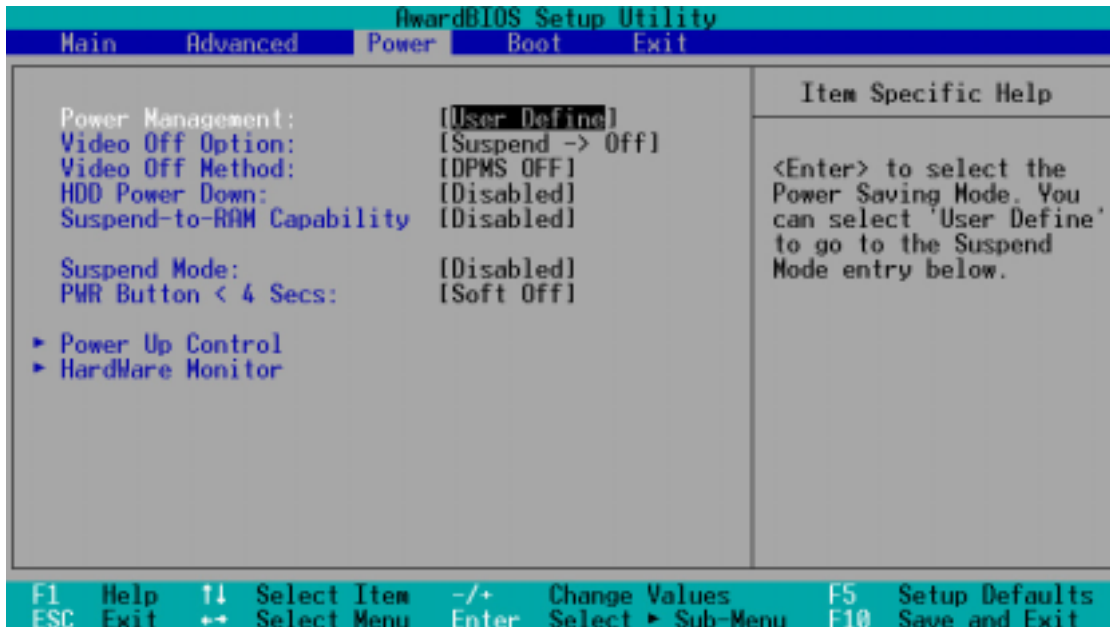 AwardBIOS Setup Utility
Main Advanced Power Boot Exit
Item Specific Help
Power Management: [User Define]
Video Off Option: [Suspend -> Off]
Video Off Method: [DPMS OFF]
HDD Power Down: [Disabled]
Suspend-to-RAM Capability [Disabled]
Suspend Mode: [Disabled]
PWR Button < 4 Secs: [Soft Off]
► Power Up Control
► HardWare Monitor
<Enter> to select the
Power Saving Mode. You
can select 'User Define'
to go to the Suspend
Mode entry below.
F1 Help ↑↓ Select Item -/+ Change Values F5 Setup Defaults
ESC Exit ←→ Select Menu Enter Select ► Sub-Menu F10 Save and Exit